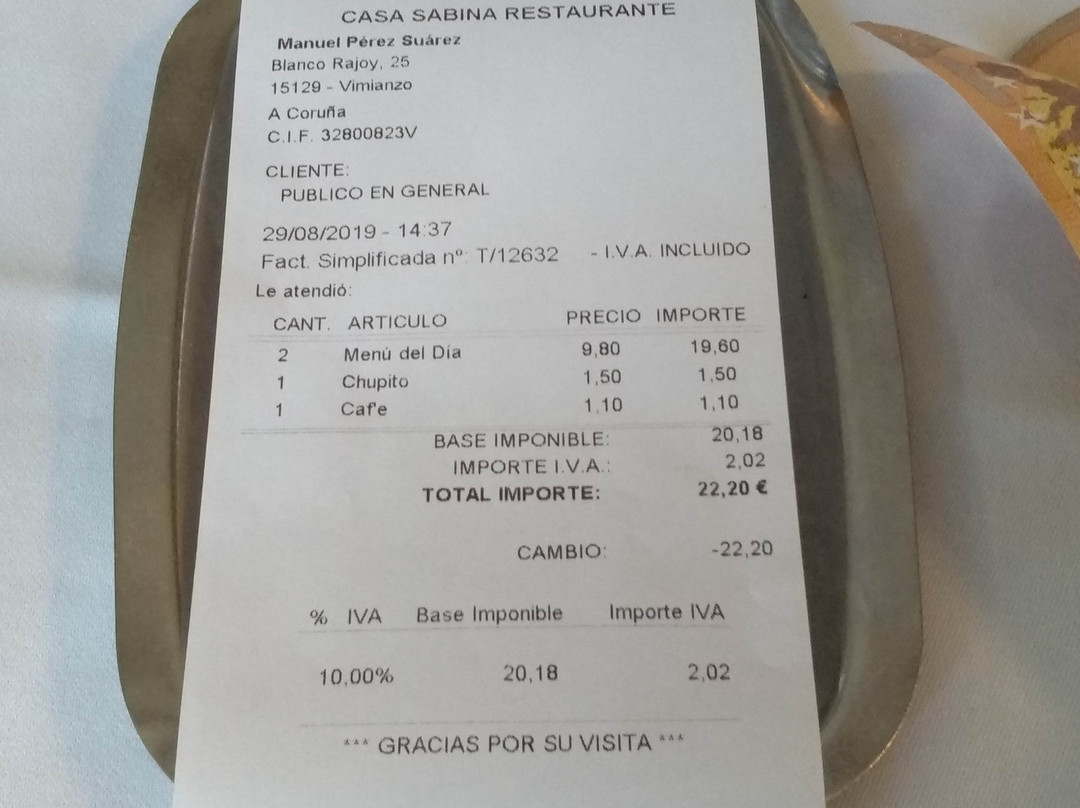 CASA SABINA RESTAURANTE
Manuel Pérez Suárez
Blanco Rajoy, 25
15129 - Vimianzo
A Coruña
C.I.F. 32800823V
CLIENTE:
PUBLICO EN GENERAL
29/08/2019 - 14:37
Fact. Simplificada nº: T/12632 - I.V.A. INCLUIDO
Le atendió:
CANT. ARTICULO PRECIO IMPORTE
2 Menú del Día 9,80 19,60
1 Chupito 1,50 1,50
1 Caf'e 1,10 1,10
BASE IMPONIBLE: 20,18
IMPORTE I.V.A.: 2,02
TOTAL IMPORTE: 22,20 €
CAMBIO: -22,20
% IVA Base Imponible Importe IVA
10,00% 20,18 2,02
*** GRACIAS POR SU VISITA ***